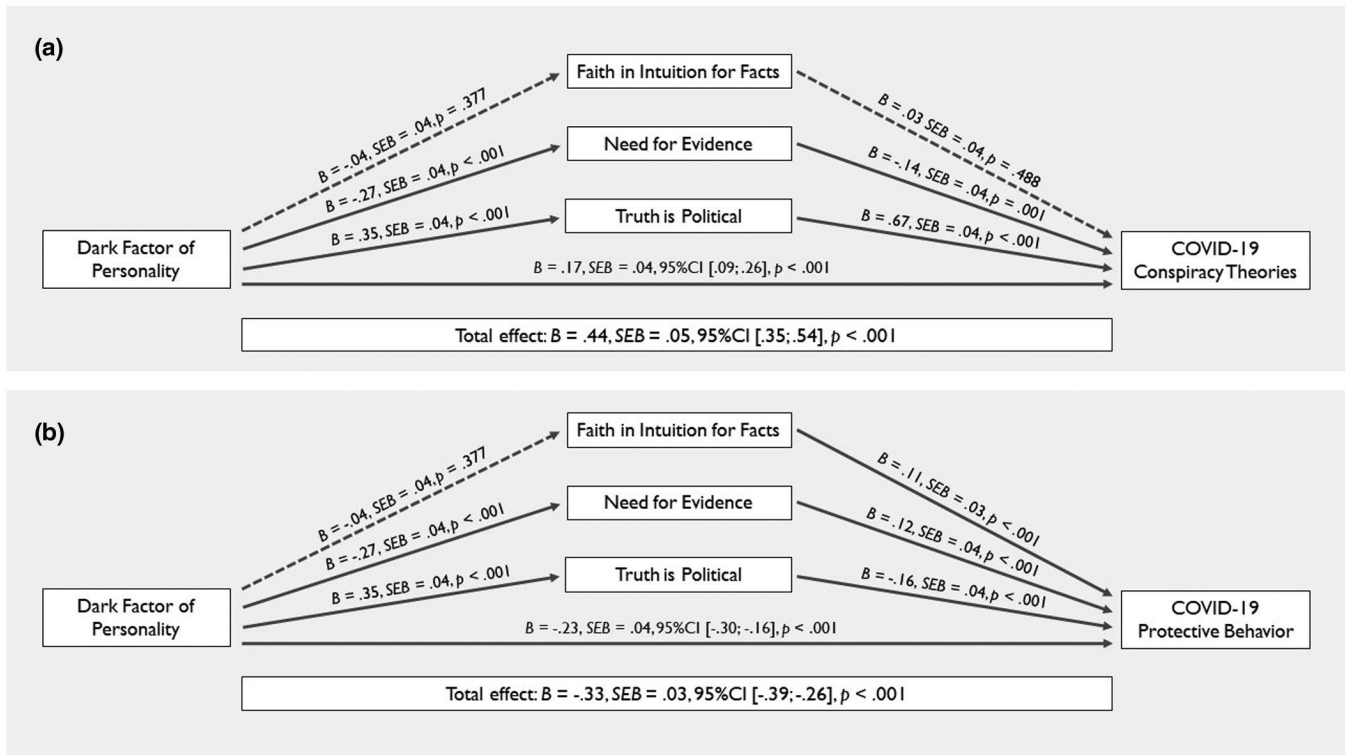 (a)
Faith in Intuition for Facts
B = -.04, SEB = .04, p = .377
B = .03 SEB = .04, p = .488
Need for Evidence
B = -.27, SEB = .04, p < .001
B = -.14, SEB = .04, p = .001
Truth is Political
B = .35, SEB = .04, p < .001
B = .67, SEB = .04, p < .001
Dark Factor of
Personality
COVID-19
Conspiracy Theories
B = .17, SEB = .04, 95%CI [.09; .26], p < .001
Total effect: B = .44, SEB = .05, 95%CI [.35; .54], p < .001
(b)
Faith in Intuition for Facts
B = -.04, SEB = .04, p = .377
B = .11, SEB = .03, p < .001
Need for Evidence
B = -.27, SEB = .04, p < .001
B = .12, SEB = .04, p < .001
Truth is Political
B = .35, SEB = .04, p < .001
B = -.16, SEB = .04, p < .001
Dark Factor of
Personality
COVID-19
Protective Behavior
B = -.23, SEB = .04, 95%CI [-.30; -.16], p < .001
Total effect: B = -.33, SEB = .03, 95%CI [-.39; -.26], p < .001